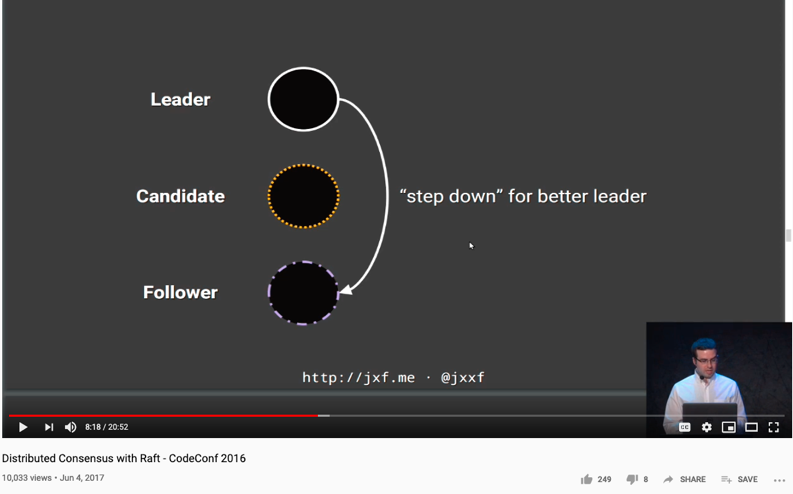 Leader
Candidate
“step down” for better leader
Follower
http://jxf.me · @jxxf
8:18 / 20:52
CC
Distributed Consensus with Raft - CodeConf 2016
10,033 views • Jun 4, 2017
249
8
SHARE
SAVE